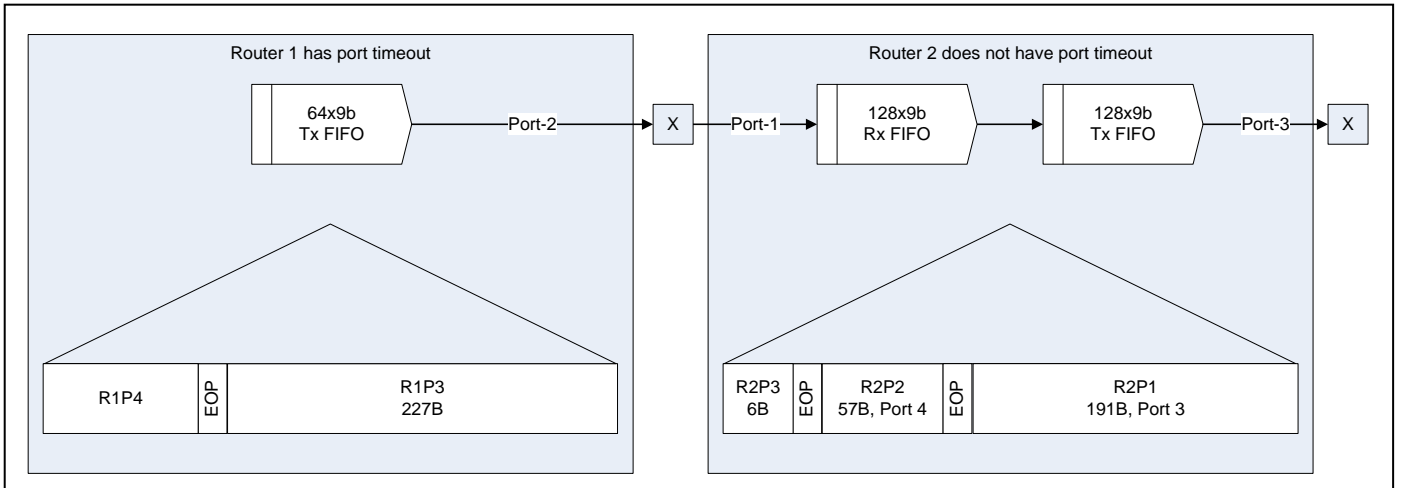 Router 1 has port timeout
Router 2 does not have port timeout
64x9b
Tx FIFO
Port-2
X
Port-1
128x9b
Rx FIFO
128x9b
Tx FIFO
Port-3
X
R1P4
EOP
R1P3
227B
R2P3
6B
EOP
R2P2
57B, Port 4
EOP
R2P1
191B, Port 3